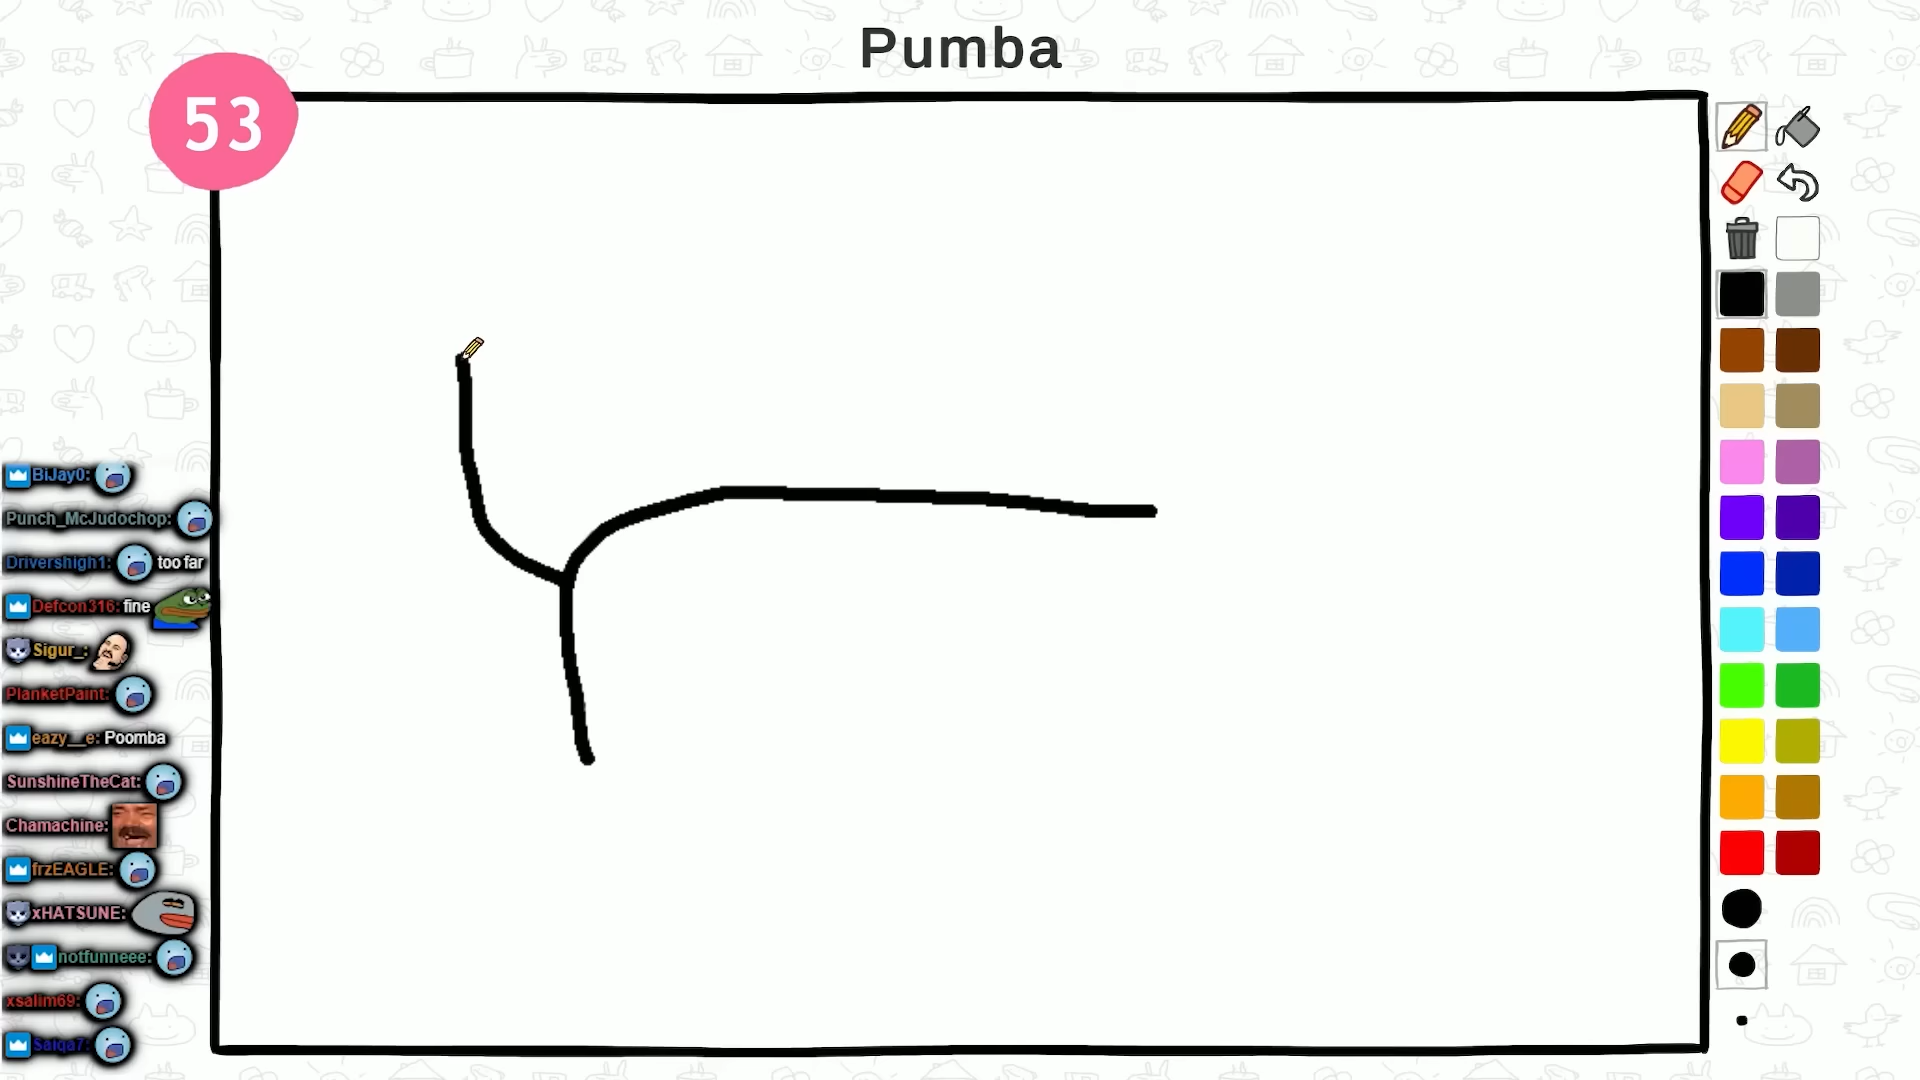 Pumba
53
BiJay0:
Punch_McJudochop:
Drivershigh1: too far
Defcon316: fine
Sigur_:
PlanketPaint:
eazy__e: Poomba
SunshineTheCat:
Chamachine:
frzEAGLE:
xHATSUNE:
notfunneee:
xsalim69:
Saiqa7: